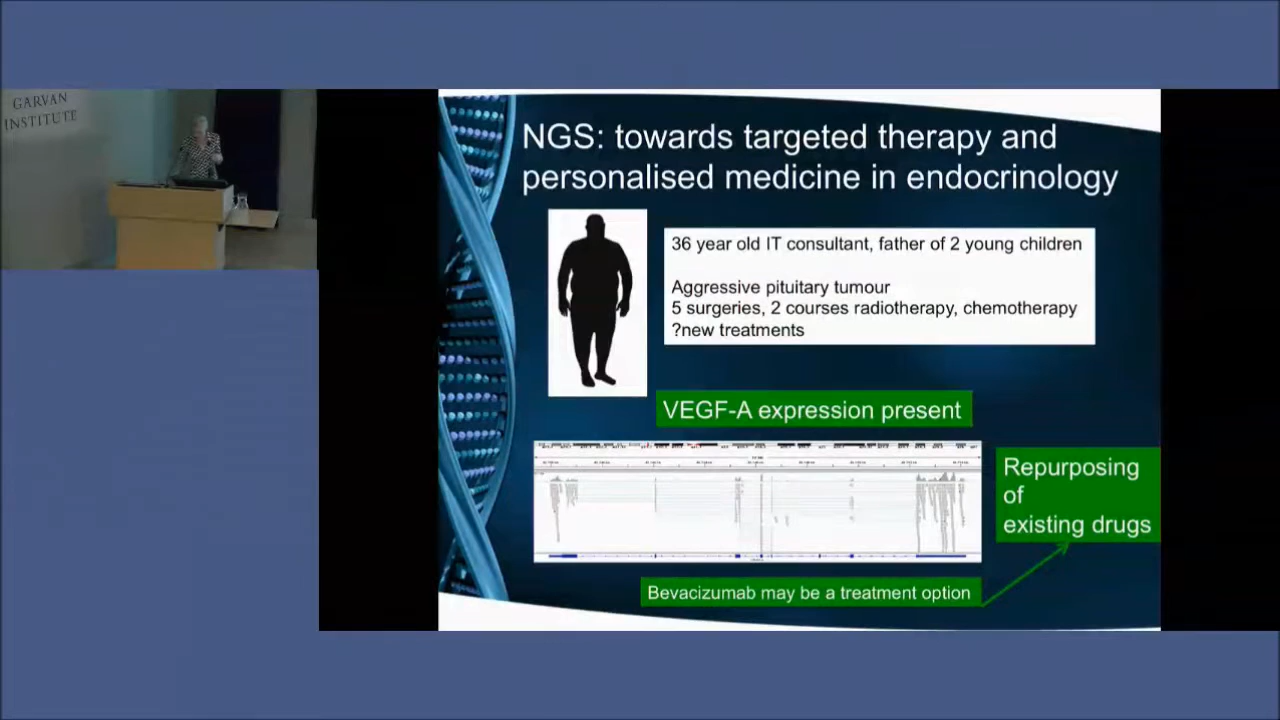 GARVAN
INSTITUTE
NGS: towards targeted therapy and
personalised medicine in endocrinology
36 year old IT consultant, father of 2 young children
Aggressive pituitary tumour
5 surgeries, 2 courses radiotherapy, chemotherapy
?new treatments
VEGF-A expression present
Repurposing
of
existing drugs
Bevacizumab may be a treatment option